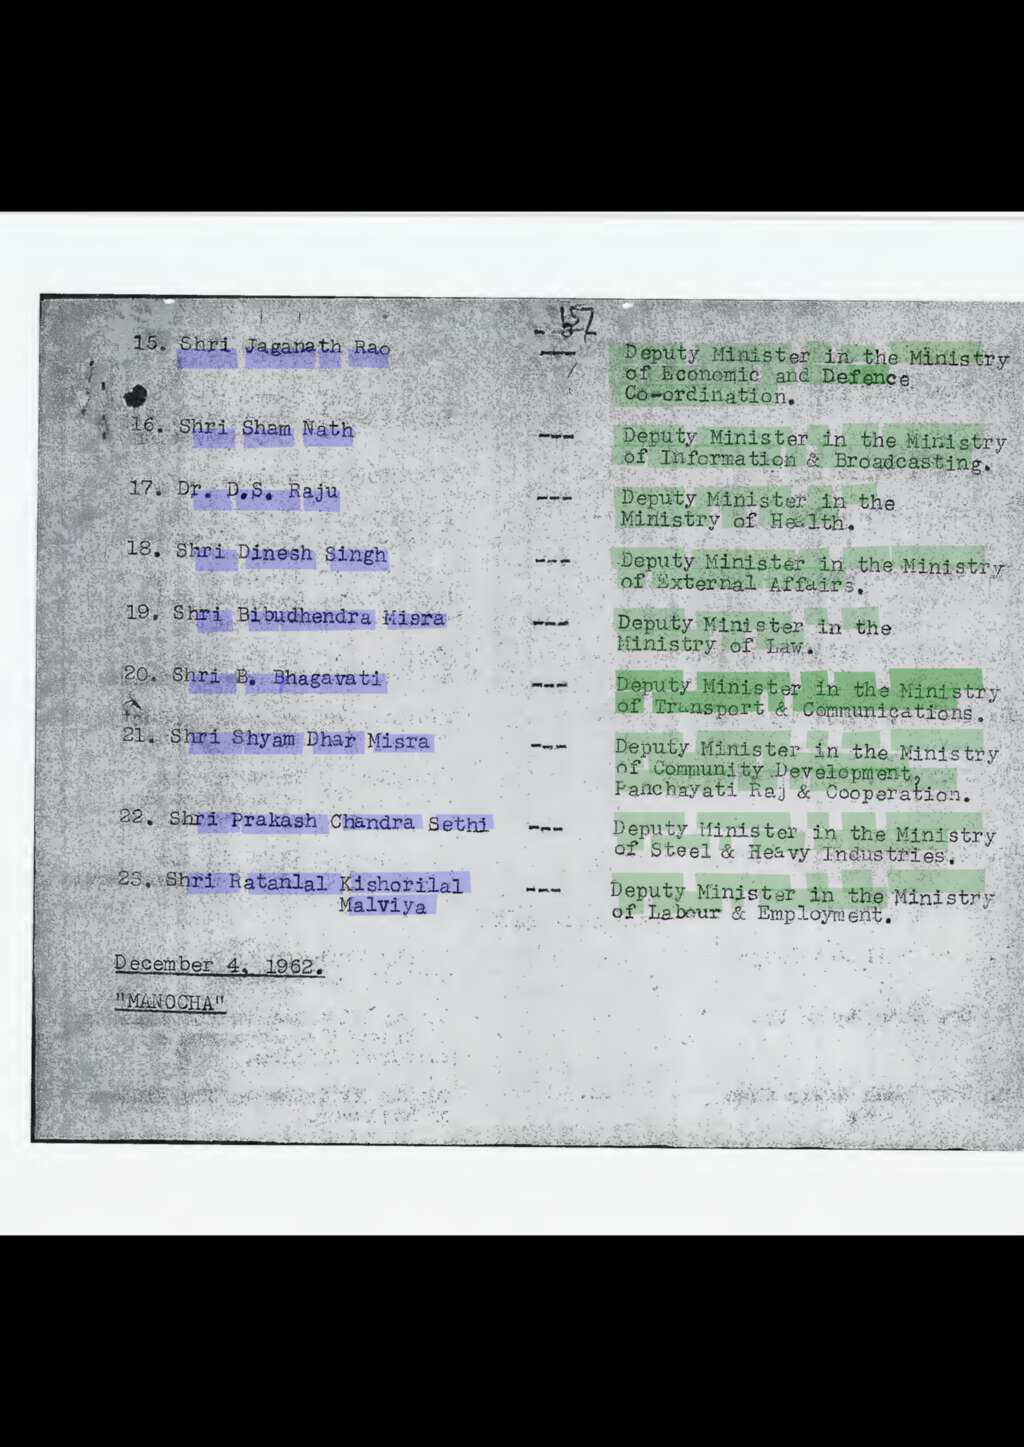 157
15. Shri Jaganath Rao --- Deputy Minister in the Ministry
of Economic and Defence
Co-ordination.
16. Shri Sham Nath --- Deputy Minister in the Ministry
of Information & Broadcasting.
17. Dr. D.S. Raju --- Deputy Minister in the
Ministry of Health.
18. Shri Dinesh Singh --- Deputy Minister in the Ministry
of External Affairs.
19. Shri Bibudhendra Misra --- Deputy Minister in the
Ministry of Law.
20. Shri B. Bhagavati --- Deputy Minister in the Ministry
of Transport & Communications.
21. Shri Shyam Dhar Misra --- Deputy Minister in the Ministry
of Community Development,
Panchayati Raj & Cooperation.
22. Shri Prakash Chandra Sethi --- Deputy Minister in the Ministry
of Steel & Heavy Industries.
23. Shri Ratanlal Kishorilal --- Deputy Minister in the Ministry
Malviya of Labour & Employment.
December 4, 1962.
"MANOCHA"